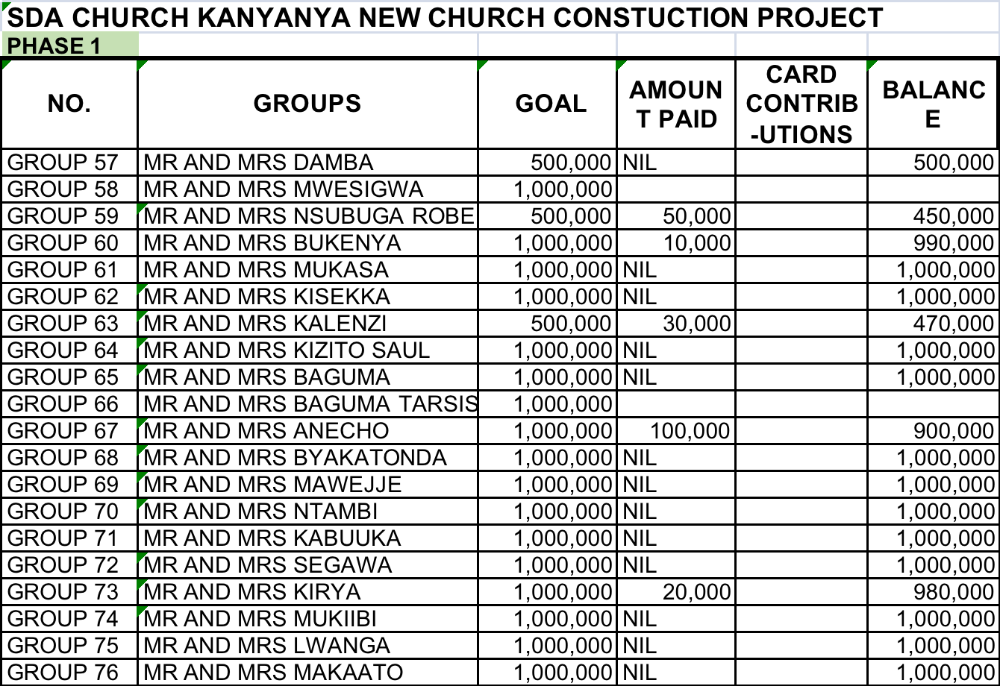 SDA CHURCH KANYANYA NEW CHURCH CONSTUCTION PROJECT
PHASE 1
NO. GROUPS GOAL AMOUN T PAID CARD CONTRIB -UTIONS BALANC E
GROUP 57 MR AND MRS DAMBA 500,000 NIL 500,000
GROUP 58 MR AND MRS MWESIGWA 1,000,000
GROUP 59 MR AND MRS NSUBUGA ROBE 500,000 50,000 450,000
GROUP 60 MR AND MRS BUKENYA 1,000,000 10,000 990,000
GROUP 61 MR AND MRS MUKASA 1,000,000 NIL 1,000,000
GROUP 62 MR AND MRS KISEKKA 1,000,000 NIL 1,000,000
GROUP 63 MR AND MRS KALENZI 500,000 30,000 470,000
GROUP 64 MR AND MRS KIZITO SAUL 1,000,000 NIL 1,000,000
GROUP 65 MR AND MRS BAGUMA 1,000,000 NIL 1,000,000
GROUP 66 MR AND MRS BAGUMA TARSIS 1,000,000
GROUP 67 MR AND MRS ANECHO 1,000,000 100,000 900,000
GROUP 68 MR AND MRS BYAKATONDA 1,000,000 NIL 1,000,000
GROUP 69 MR AND MRS MAWEJJE 1,000,000 NIL 1,000,000
GROUP 70 MR AND MRS NTAMBI 1,000,000 NIL 1,000,000
GROUP 71 MR AND MRS KABUUKA 1,000,000 NIL 1,000,000
GROUP 72 MR AND MRS SEGAWA 1,000,000 NIL 1,000,000
GROUP 73 MR AND MRS KIRYA 1,000,000 20,000 980,000
GROUP 74 MR AND MRS MUKIIBI 1,000,000 NIL 1,000,000
GROUP 75 MR AND MRS LWANGA 1,000,000 NIL 1,000,000
GROUP 76 MR AND MRS MAKAATO 1,000,000 NIL 1,000,000